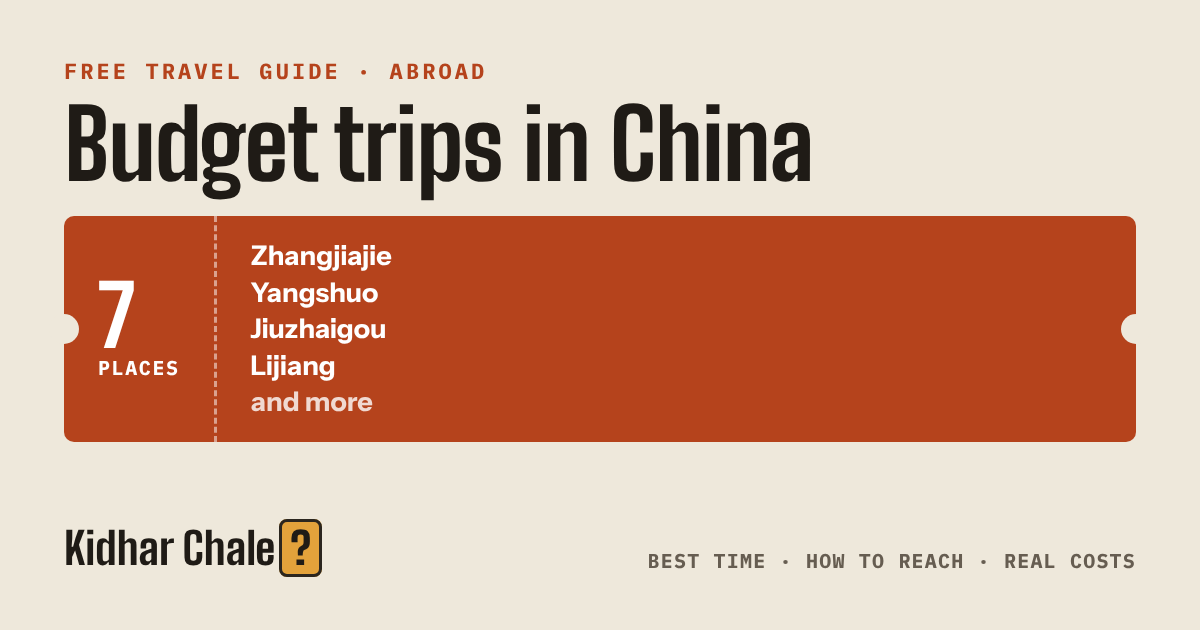 FREE TRAVEL GUIDE · ABROAD
Budget trips in China
7
PLACES
Zhangjiajie
Yangshuo
Jiuzhaigou
Lijiang
and more
Kidhar Chale?
BEST TIME · HOW TO REACH · REAL COSTS